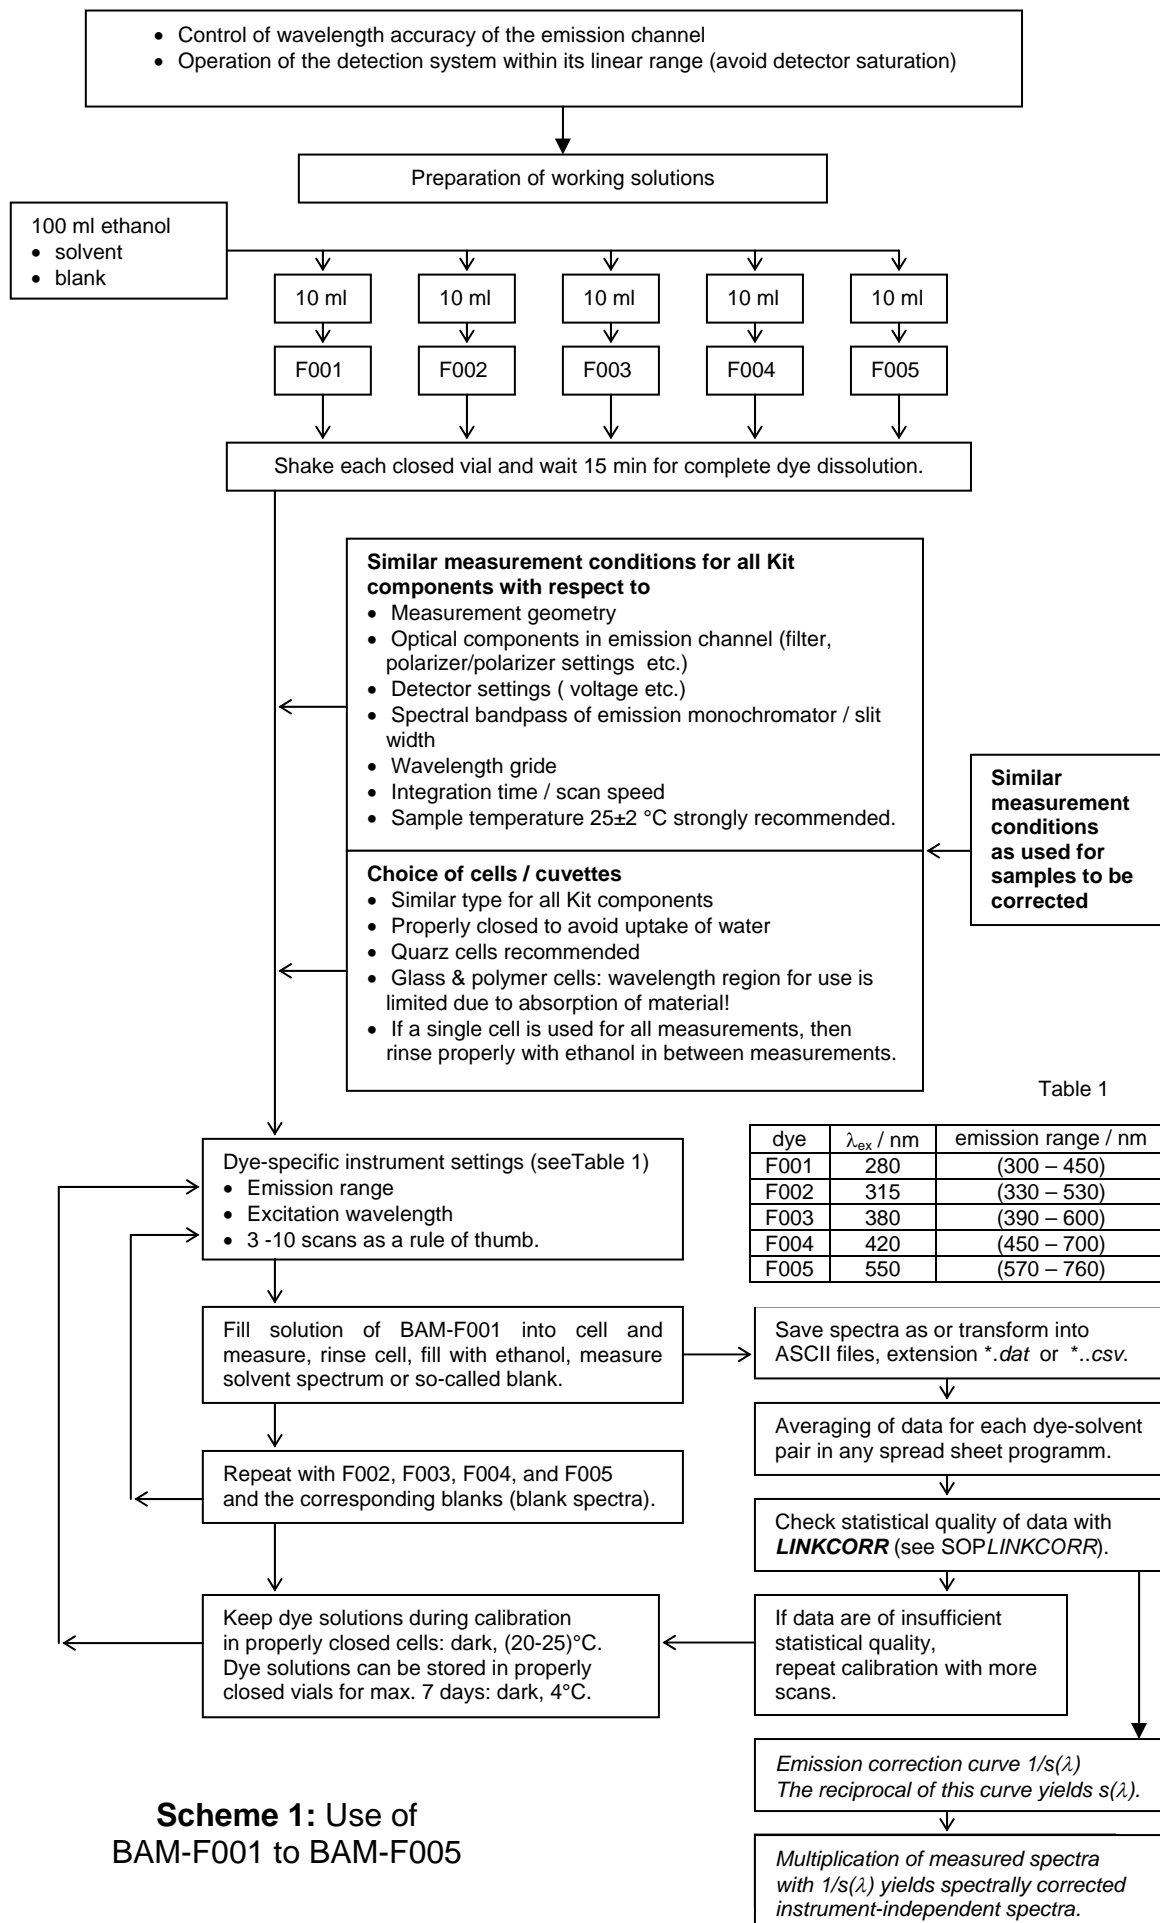 • Control of wavelength accuracy of the emission channel
• Operation of the detection system within its linear range (avoid detector saturation)
Preparation of working solutions
100 ml ethanol
• solvent
• blank
10 ml 10 ml 10 ml 10 ml 10 ml
F001 F002 F003 F004 F005
Shake each closed vial and wait 15 min for complete dye dissolution.
Similar measurement conditions for all Kit
components with respect to
• Measurement geometry
• Optical components in emission channel (filter,
polarizer/polarizer settings etc.)
• Detector settings ( voltage etc.)
• Spectral bandpass of emission monochromator / slit
width
• Wavelength gride
• Integration time / scan speed
• Sample temperature 25±2 °C strongly recommended.
Similar
measurement
conditions
as used for
samples to be
corrected
Choice of cells / cuvettes
• Similar type for all Kit components
• Properly closed to avoid uptake of water
• Quarz cells recommended
• Glass & polymer cells: wavelength region for use is
limited due to absorption of material!
• If a single cell is used for all measurements, then
rinse properly with ethanol in between measurements.
Table 1
dye λex / nm emission range / nm
F001 280 (300 – 450)
F002 315 (330 – 530)
F003 380 (390 – 600)
F004 420 (450 – 700)
F005 550 (570 – 760)
Dye-specific instrument settings (seeTable 1)
• Emission range
• Excitation wavelength
• 3 -10 scans as a rule of thumb.
Fill solution of BAM-F001 into cell and
measure, rinse cell, fill with ethanol, measure
solvent spectrum or so-called blank.
Save spectra as or transform into
ASCII files, extension *.dat or *..csv.
Averaging of data for each dye-solvent
pair in any spread sheet programm.
Repeat with F002, F003, F004, and F005
and the corresponding blanks (blank spectra).
Check statistical quality of data with
LINKCORR (see SOPLINKCORR).
Keep dye solutions during calibration
in properly closed cells: dark, (20-25)°C.
Dye solutions can be stored in properly
closed vials for max. 7 days: dark, 4°C.
If data are of insufficient
statistical quality,
repeat calibration with more
scans.
Emission correction curve 1/s(λ)
The reciprocal of this curve yields s(λ).
Multiplication of measured spectra
with 1/s(λ) yields spectrally corrected
instrument-independent spectra.
Scheme 1: Use of
BAM-F001 to BAM-F005